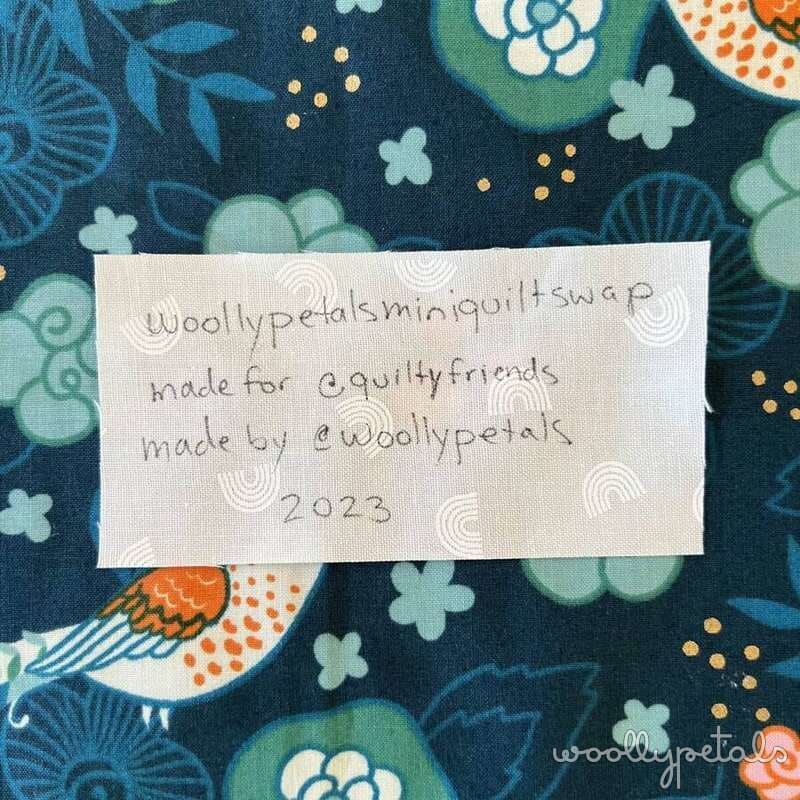 woollypetalsminiquiltswap
made for @quiltyfriends
made by @woollypetals
2023
woollypetals